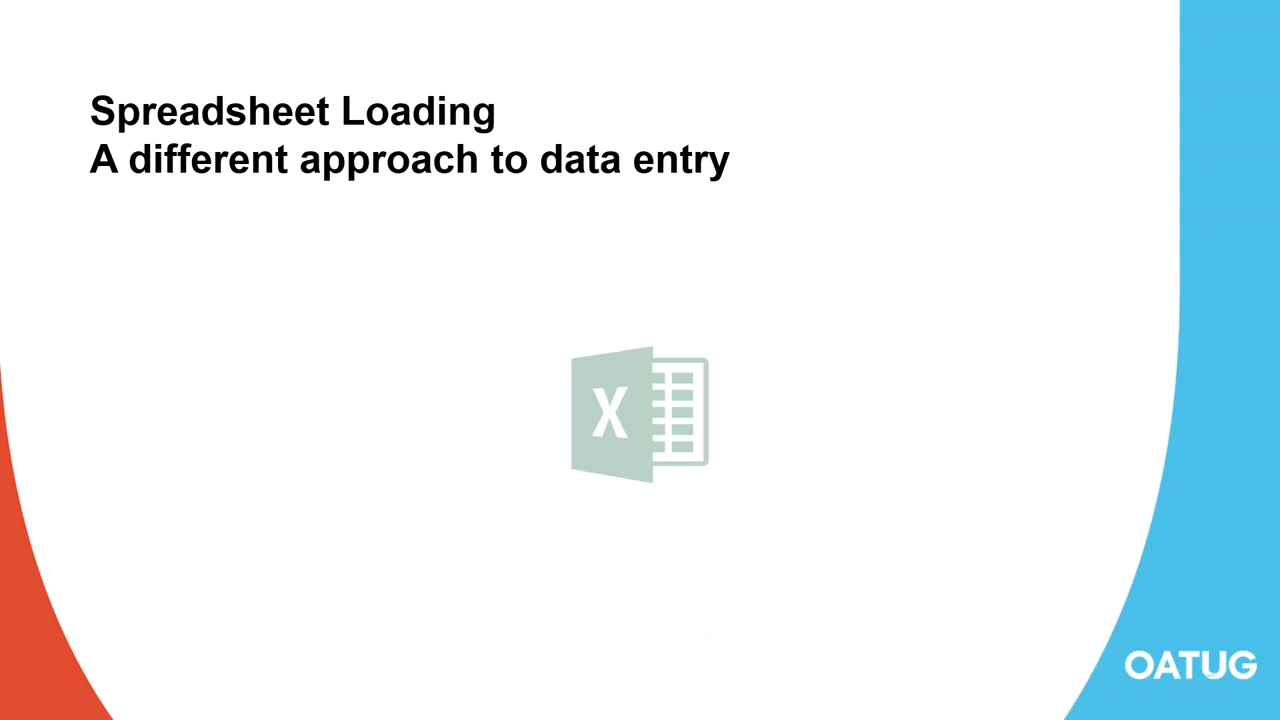 Spreadsheet Loading
A different approach to data entry
X
OATUG